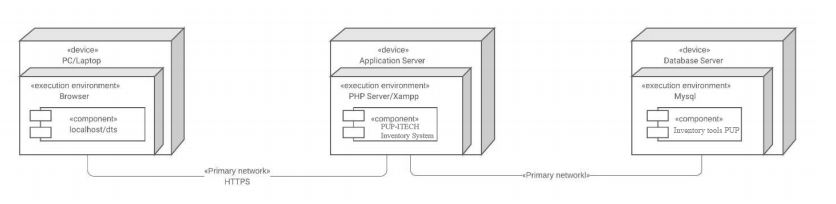 «device»
PC/Laptop
«execution environment»
Browser
«component»
localhost/dts
«device»
Application Server
«execution environment»
PHP Server/Xampp
«component»
PUP-ITECH
Inventory System
«device»
Database Server
«execution environment»
Mysql
«component»
Inventory tools PUP
«Primary network»
HTTPS
«Primary networkl»